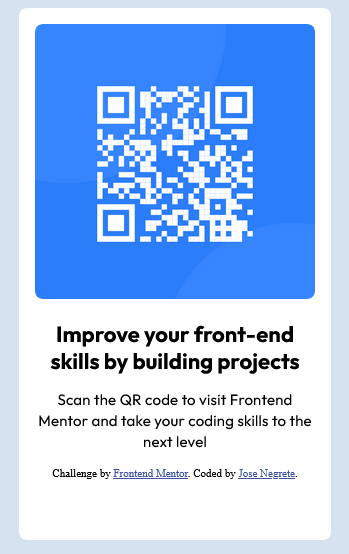 Improve your front-end
skills by building projects
Scan the QR code to visit Frontend
Mentor and take your coding skills to the
next level
Challenge by Frontend Mentor. Coded by Jose Negrete.